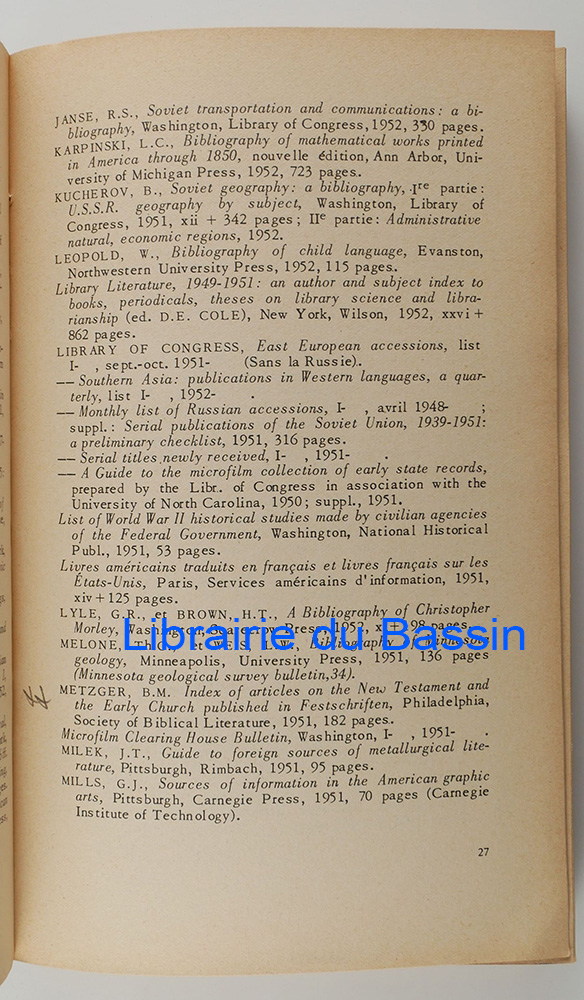 JANSE, R.S., Soviet transportation and communications : a bi-
bliography, Washington, Library of Congress, 1952, 330 pages.
KARPINSKI, L.C., Bibliography of mathematical works printed
in America through 1850, nouvelle édition, Ann Arbor, Uni-
versity of Michigan Press, 1952, 723 pages.
KUCHEROV, B., Soviet geography : a bibliography, Ire partie :
U.S.S.R. geography by subject, Washington, Library of
Congress, 1951, xii + 342 pages ; IIe partie : Administrative
natural, economic regions, 1952.
LEOPOLD, W., Bibliography of child language, Evanston,
Northwestern University Press, 1952, 115 pages.
Library Literature, 1949-1951 : an author and subject index to
books, periodicals, theses on library science and libra-
rianship (ed. D.E. COLE), New York, Wilson, 1952, xxvi +
862 pages.
LIBRARY OF CONGRESS, East European accessions, list
I- , sept.-oct. 1951- (Sans la Russie).
— Southern Asia : publications in Western languages, a quar-
terly, list I- , 1952- .
— Monthly list of Russian accessions, I- , avril 1948- ;
suppl. : Serial publications of the Soviet Union, 1939-1951 :
a preliminary checklist, 1951, 316 pages.
— Serial titles newly received, I- , 1951- .
— A Guide to the microfilm collection of early state records,
prepared by the Libr. of Congress in association with the
University of North Carolina, 1950 ; suppl., 1951.
List of World War II historical studies made by civilian agencies
of the Federal Government, Washington, National Historical
Publ., 1951, 53 pages.
Livres américains traduits en français et livres français sur les
États-Unis, Paris, Services américains d'information, 1951,
xiv + 125 pages.
LYLE, G.R., et BROWN, H.T., A Bibliography of Christopher
Morley, Washington, Scarecrow Press, 1952, 198 pages.
Librairie du Bassin
MELONE, et W., Bibliography of Minnesota
geology, Minneapolis, University Press, 1951, 136 pages
(Minnesota geological survey bulletin, 34).
METZGER, B.M. Index of articles on the New Testament and
the Early Church published in Festschriften, Philadelphia,
Society of Biblical Literature, 1951, 182 pages.
Microfilm Clearing House Bulletin, Washington, I- , 1951- .
MILEK, J.T., Guide to foreign sources of metallurgical lite-
rature, Pittsburgh, Rimbach, 1951, 95 pages.
MILLS, G.J., Sources of information in the American graphic
arts, Pittsburgh, Carnegie Press, 1951, 70 pages (Carnegie
Institute of Technology).
27